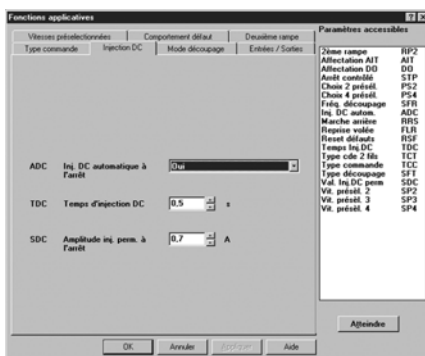 Fonctions applicatives
Vitesses présélectionnées
Comportement défaut
Deuxième rampe
Type commande
Injection DC
Mode découpage
Entrées / Sorties
ADC Inj. DC automatique à l'arrêt Oui
TDC Temps d'injection DC 0,5 s
SDC Amplitude inj. perm. à l'arrêt 0,7 A
OK
Annuler
Appliquer
Aide
Paramètres accessibles
2ème rampe RP2
Affectation AIT AIT
Affectation DO DO
Arrêt contrôlé STP
Choix 2 présél. PS2
Choix 4 présél. PS4
Fréq. découpage SFR
Inj. DC autom. ADC
Marche arrière RRS
Reprise volée FLR
Reset défauts RSF
Temps Inj.DC TDC
Type cde 2 fils TCT
Type commande TCC
Type découpage SFT
Val. Inj.DC perm SDC
Vit. présél. 2 SP2
Vit. présél. 3 SP3
Vit. présél. 4 SP4
Atteindre